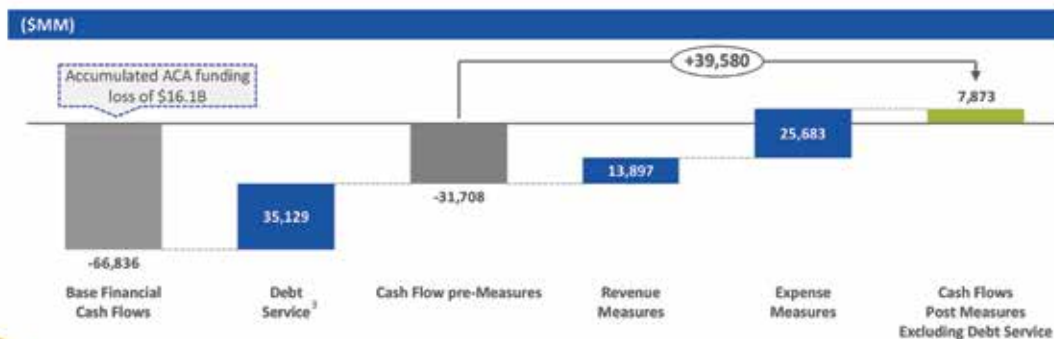 ($MM)
Accumulated ACA funding
loss of $16.1B
+39,580
7,873
25,683
13,897
35,129
-31,708
-66,836
Base Financial
Cash Flows
Debt
Service³
Cash Flow pre-Measures
Revenue
Measures
Expense
Measures
Cash Flows
Post Measures
Excluding Debt Service